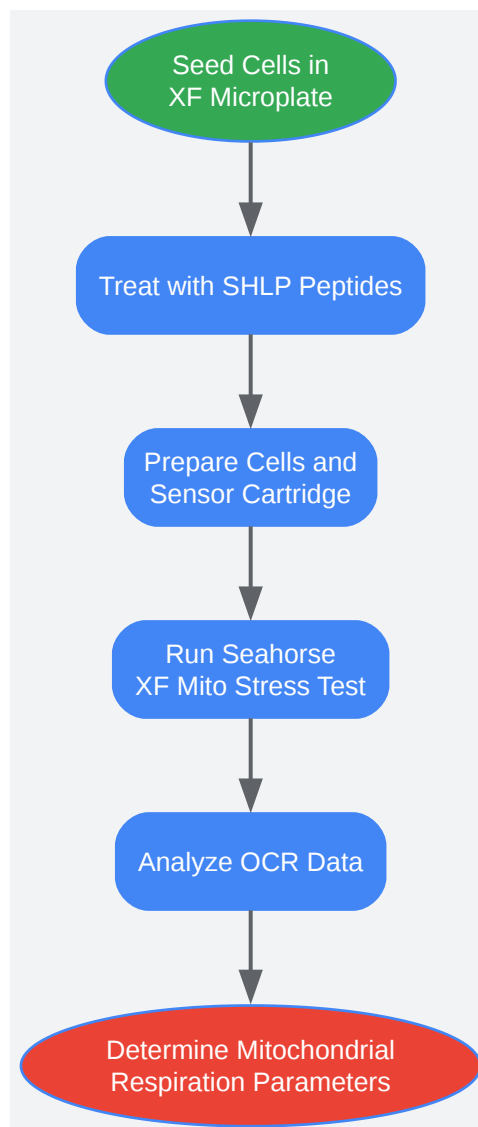 Seed Cells in
XF Microplate
Treat with SHLP Peptides
Prepare Cells and
Sensor Cartridge
Run Seahorse
XF Mito Stress Test
Analyze OCR Data
Determine Mitochondrial
Respiration Parameters